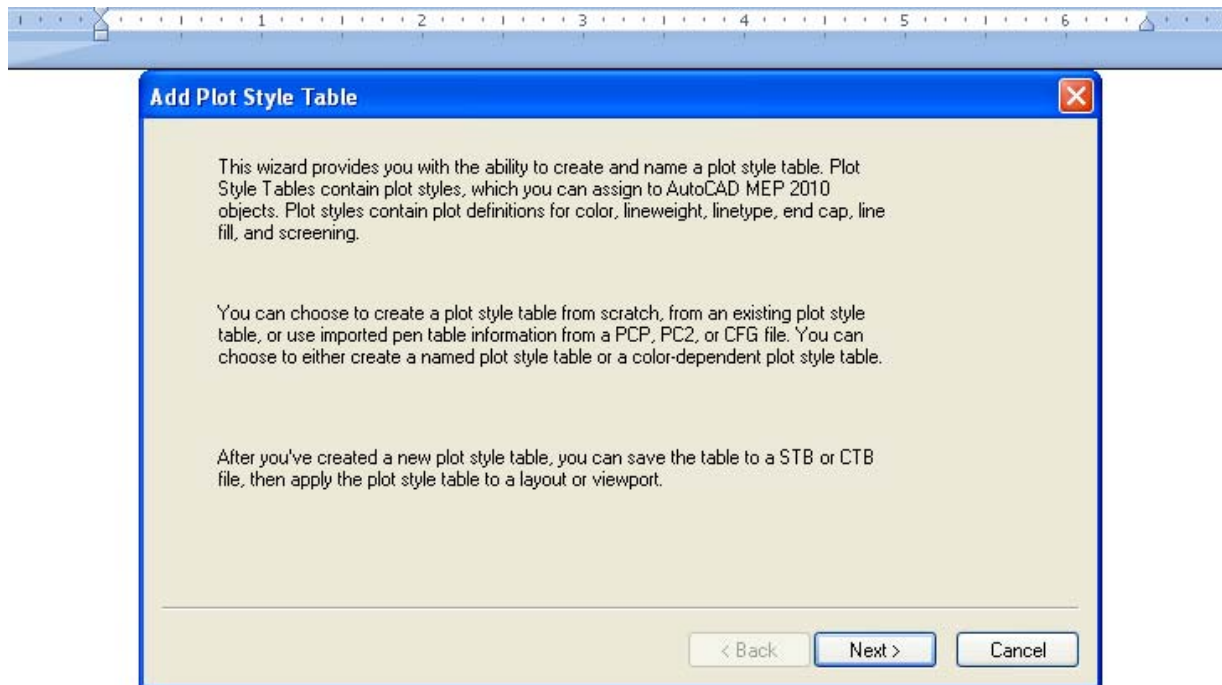 1 2 3 4 5 6
Add Plot Style Table
This wizard provides you with the ability to create and name a plot style table. Plot
Style Tables contain plot styles, which you can assign to AutoCAD MEP 2010
objects. Plot styles contain plot definitions for color, lineweight, linetype, end cap, line
fill, and screening.
You can choose to create a plot style table from scratch, from an existing plot style
table, or use imported pen table information from a PCP, PC2, or CFG file. You can
choose to either create a named plot style table or a color-dependent plot style table.
After you've created a new plot style table, you can save the table to a STB or CTB
file, then apply the plot style table to a layout or viewport.
< Back Next > Cancel